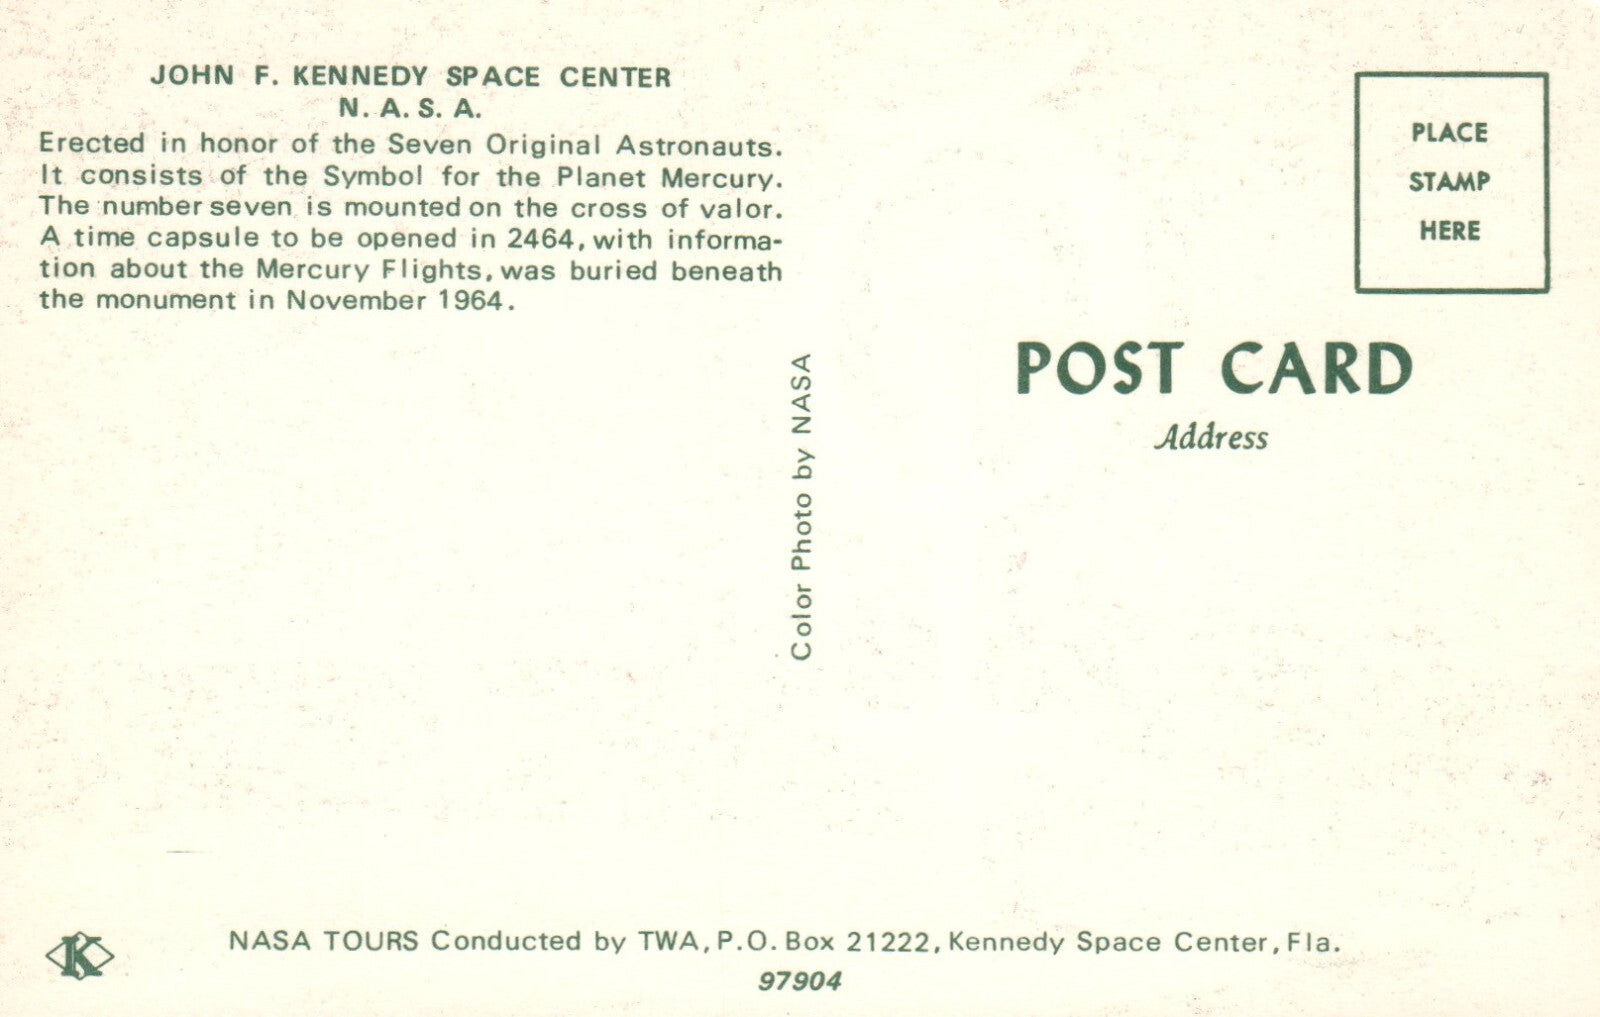 JOHN F. KENNEDY SPACE CENTER
N. A. S. A.
Erected in honor of the Seven Original Astronauts.
It consists of the Symbol for the Planet Mercury.
The number seven is mounted on the cross of valor.
A time capsule to be opened in 2464, with informa-
tion about the Mercury Flights, was buried beneath
the monument in November 1964.
Color Photo by NASA
PLACE
STAMP
HERE
POST CARD
Address
K
NASA TOURS Conducted by TWA, P.O. Box 21222, Kennedy Space Center, Fla.
97904